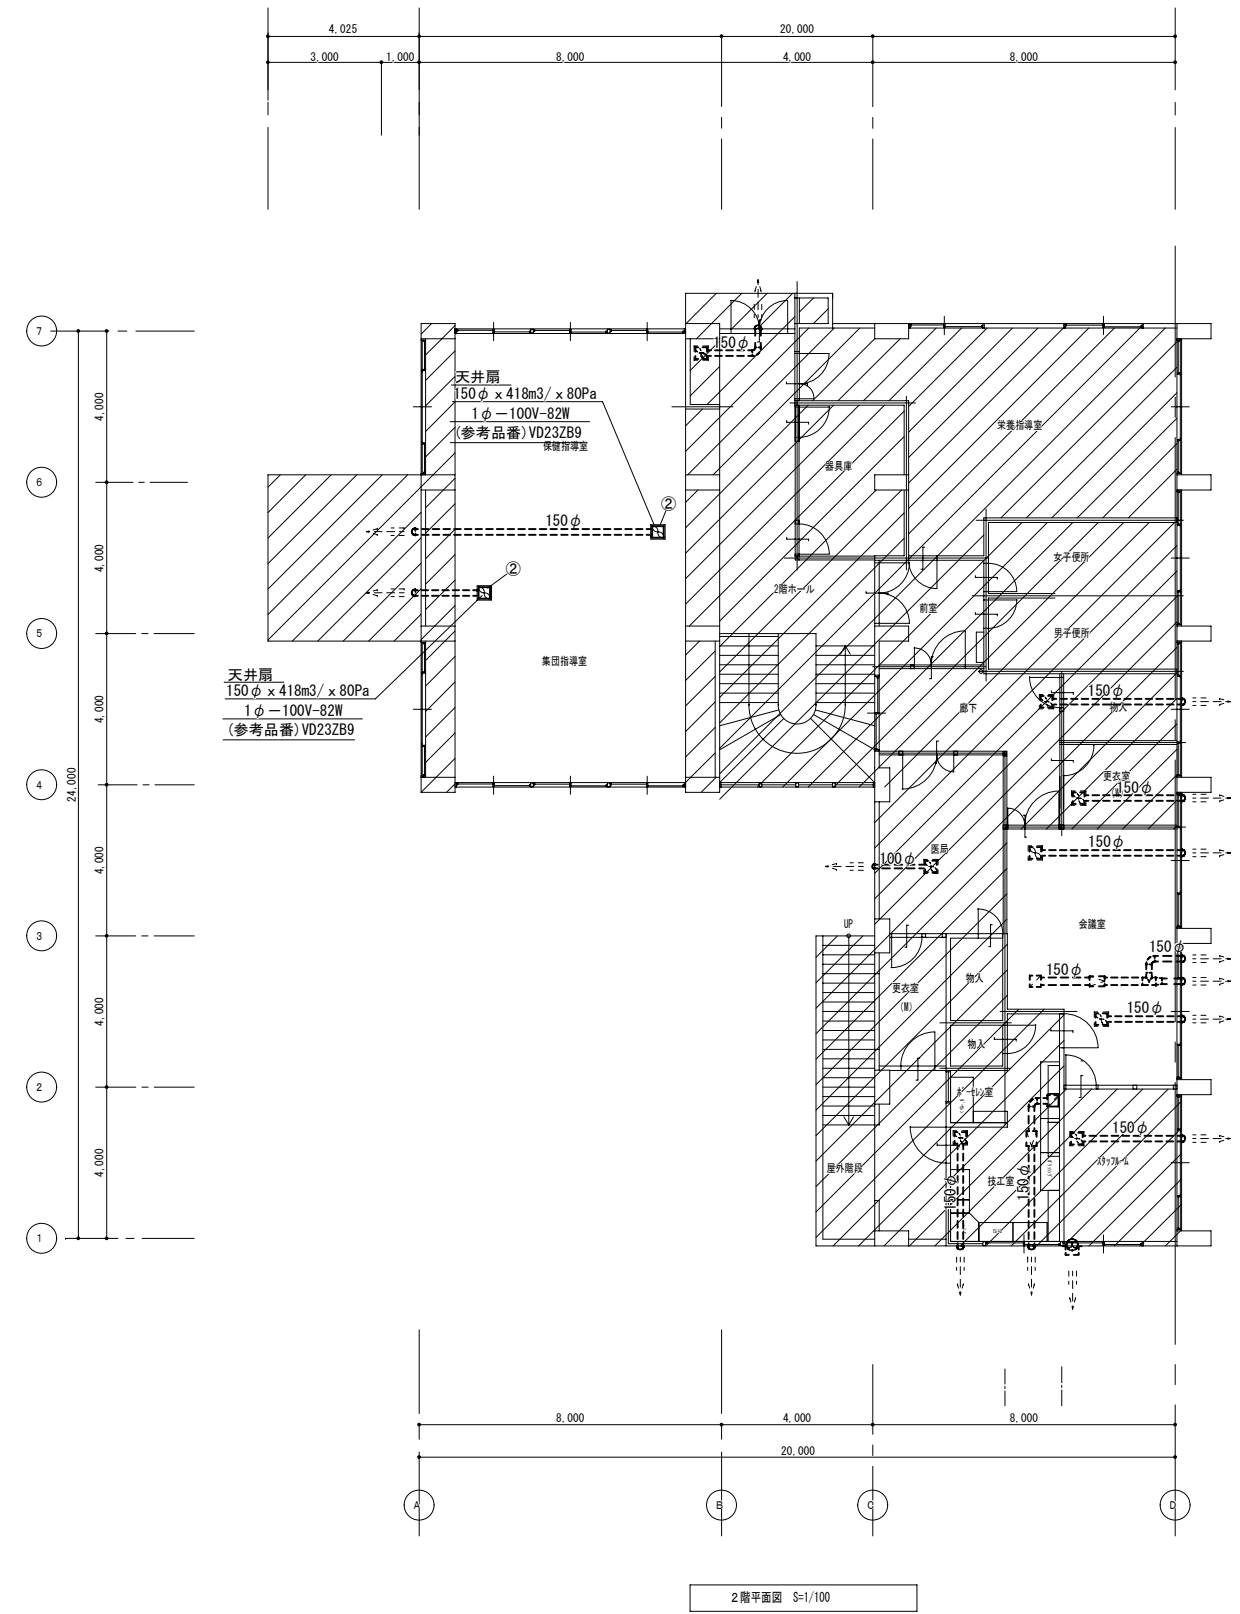 4,025
20,000
3,000
1,000
8,000
4,000
8,000
7
6
5
4
3
2
1
4,000
4,000
4,000
4,000
4,000
4,000
24,000
150φ
天井扇
150φ x 418m3/ x 80Pa
1φ－100V-82W
(参考品番)VD23ZB9
保健指導室
栄養指導室
器具庫
②
150φ
②
女子便所
2階ホール
前室
男子便所
集団指導室
天井扇
150φ x 418m3/ x 80Pa
1φ－100V-82W
(参考品番)VD23ZB9
150φ
物入
廊下
更衣室
(M)
150φ
150φ
医局
100φ
会議室
UP
150φ
150φ
更衣室
(M)
物入
150φ
物入
ポーセレン室
150φ
スタッフルーム
屋外階段
技工室
150φ
150φ
8,000
4,000
8,000
20,000
A
B
C
D
2階平面図 S=1/100